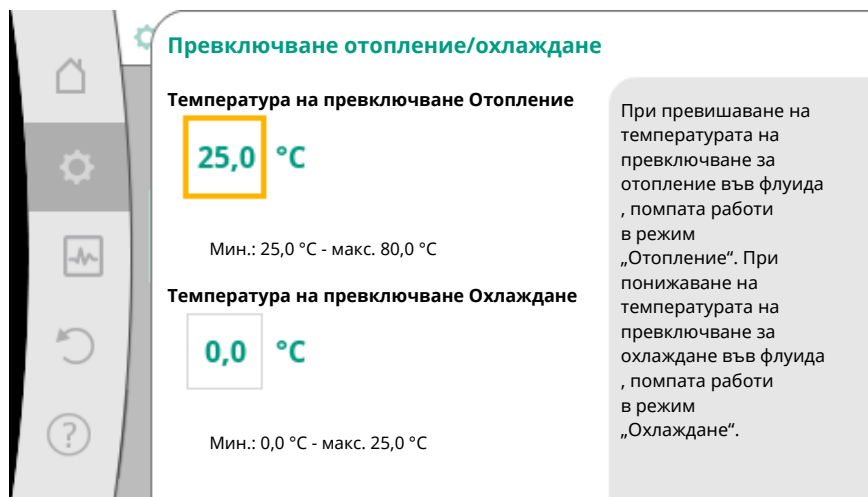 Превключване отопление/охлаждане
Температура на превключване Отопление
25,0 °C
Мин.: 25,0 °C - макс. 80,0 °C
Температура на превключване Охлаждане
0,0 °C
Мин.: 0,0 °C - макс. 25,0 °C
При превишаване на
температурата на
превключване за
отопление във флуида
, помпата работи
в режим
„Отопление“. При
понижаване на
температурата на
превключване за
охлаждане във флуида
, помпата работи
в режим
„Охлаждане“.